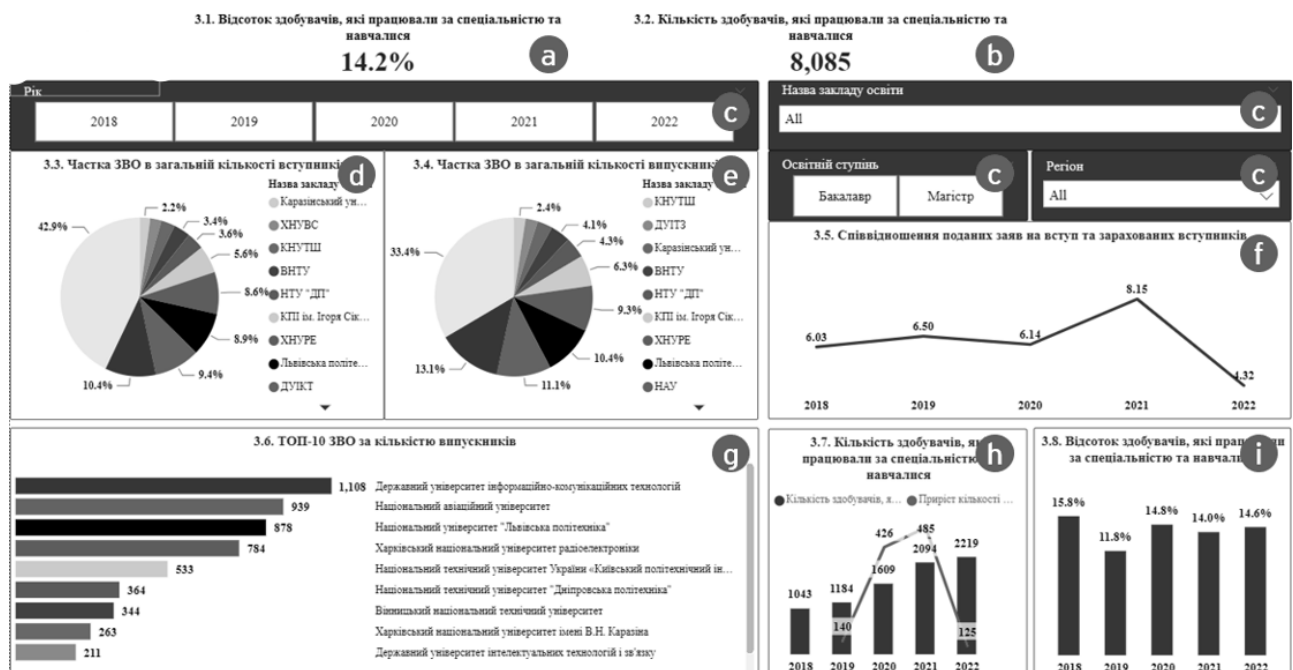 3.1. Відсоток здобувачів, які працювали за спеціальністю та
навчалися
14.2%
a
3.2. Кількість здобувачів, які працювали за спеціальністю та
навчалися
8,085
b
Рік
2018 2019 2020 2021 2022
c
Назва закладу освіти
All
c
Освітній ступінь
Бакалавр Магістр
c
Регіон
All
c
3.3. Частка ЗВО в загальній кількості вступників
d
Назва закладу
Каразінський ун...
ХНУВС
КНУТШ
ВНТУ
НТУ "ДП"
КПІ ім. Ігоря Сік...
ХНУРЕ
Львівська політе...
ДУІКТ
42.9%
2.2%
3.4%
3.6%
5.6%
8.6%
8.9%
9.4%
10.4%
3.4. Частка ЗВО в загальній кількості випускникі
e
Назва закладу
КНУТШ
ДУІТЗ
Каразінський ун...
ВНТУ
НТУ "ДП"
КПІ ім. Ігоря Сік...
ХНУРЕ
Львівська політе...
НАУ
33.4%
2.4%
4.1%
4.3%
6.3%
9.3%
10.4%
11.1%
13.1%
3.5. Співвідношення поданих заяв на вступ та зарахованих вступників
f
6.03 6.50 6.14 8.15 4.32
2018 2019 2020 2021 2022
3.6. ТОП-10 ЗВО за кількістю випускників
g
1,108 Державний університет інформаційно-комунікаційних технологій
939 Національний авіаційний університет
878 Національний університет "Львівська політехніка"
784 Харківський національний університет радіоелектроніки
533 Національний технічний університет України «Київський політехнічний ін...
364 Національний технічний університет "Дніпровська політехніка"
344 Вінницький національний технічний університет
263 Харківський національний університет імені В.Н. Каразіна
211 Державний університет інтелектуальних технологій і зв'язку
3.7. Кількість здобувачів, як
працювали за спеціальністю
навчалися
h
Кількість здобувачів, я... Приріст кількості ...
1043 1184 1609 2094 2219
140 426 485 125
2018 2019 2020 2021 2022
3.8. Відсоток здобувачів, які працювали
за спеціальністю та навчали
i
15.8% 11.8% 14.8% 14.0% 14.6%
2018 2019 2020 2021 2022